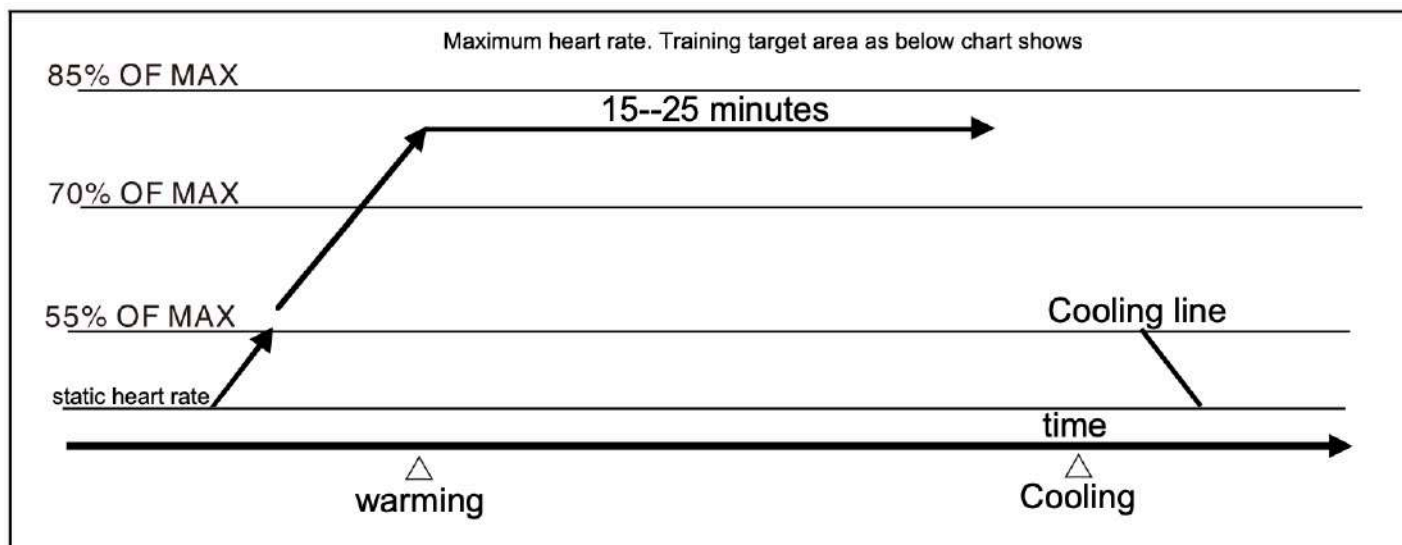 Maximum heart rate. Training target area as below chart shows
85% OF MAX
15--25 minutes
70% OF MAX
55% OF MAX
Cooling line
static heart rate
time
warming
Cooling